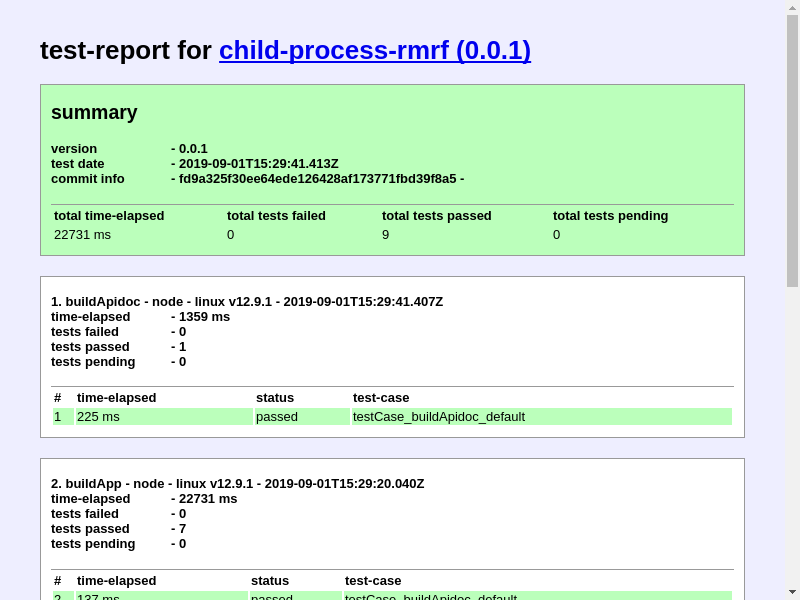 test-report for child-process-rmrf (0.0.1)
summary
version - 0.0.1
test date - 2019-09-01T15:29:41.413Z
commit info - fd9a325f30ee64ede126428af173771fbd39f8a5 -
total time-elapsed total tests failed total tests passed total tests pending
22731 ms 0 9 0
1. buildApidoc - node - linux v12.9.1 - 2019-09-01T15:29:41.407Z
time-elapsed - 1359 ms
tests failed - 0
tests passed - 1
tests pending - 0
# time-elapsed status test-case
1 225 ms passed testCase_buildApidoc_default
2. buildApp - node - linux v12.9.1 - 2019-09-01T15:29:20.040Z
time-elapsed - 22731 ms
tests failed - 0
tests passed - 7
tests pending - 0
# time-elapsed status test-case
2 137 ms passed testCase_buildApidoc_default